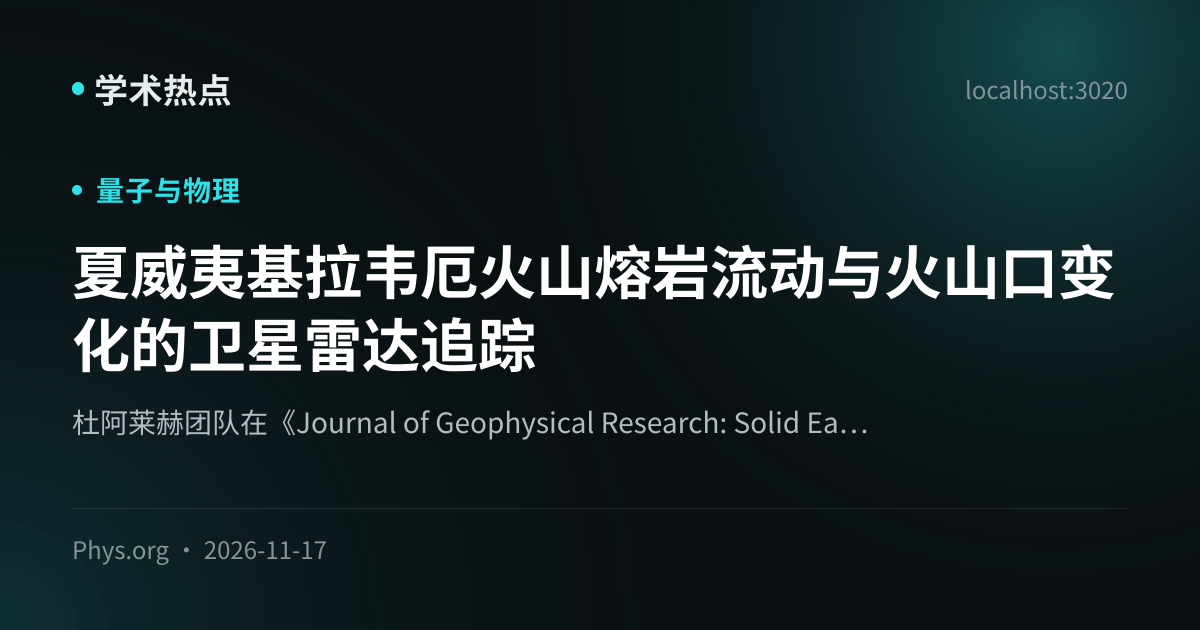 学术热点
localhost:3020
量子与物理
夏威夷基拉韦厄火山熔岩流动与火山口变
化的卫星雷达追踪
杜阿莱赫团队在《Journal of Geophysical Research: Solid Ea…
Phys.org · 2026-11-17